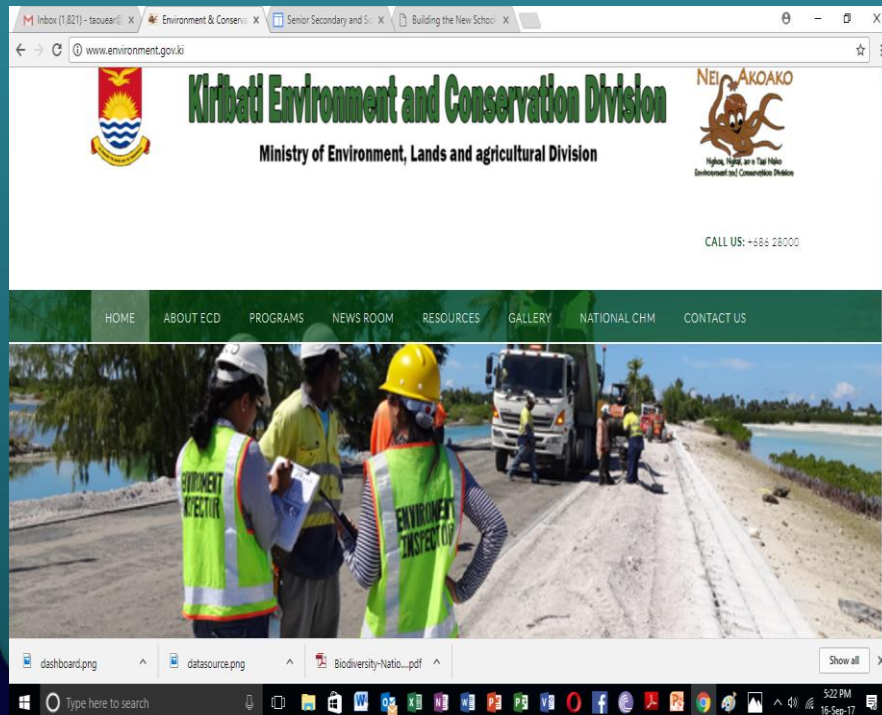 Inbox (1,821) - taouear@
Environment & Conserva
Senior Secondary and Sc
Building the New School
www.environment.gov.ki
Kiribati Environment and Conservation Division
Ministry of Environment, Lands and agricultural Division
NEI AKOAKO
Environment and Conservation Division
CALL US: +686 28000
HOME ABOUT ECD PROGRAMS NEWS ROOM RESOURCES GALLERY NATIONAL CHM CONTACT US
ENVIRONMENT
INSPECTOR
ENVIRONMENT
INSPECTOR
dashboard.png
datasource.png
Biodiversity-Natio....pdf
Show all
Type here to search
5:22 PM
16-Sep-17